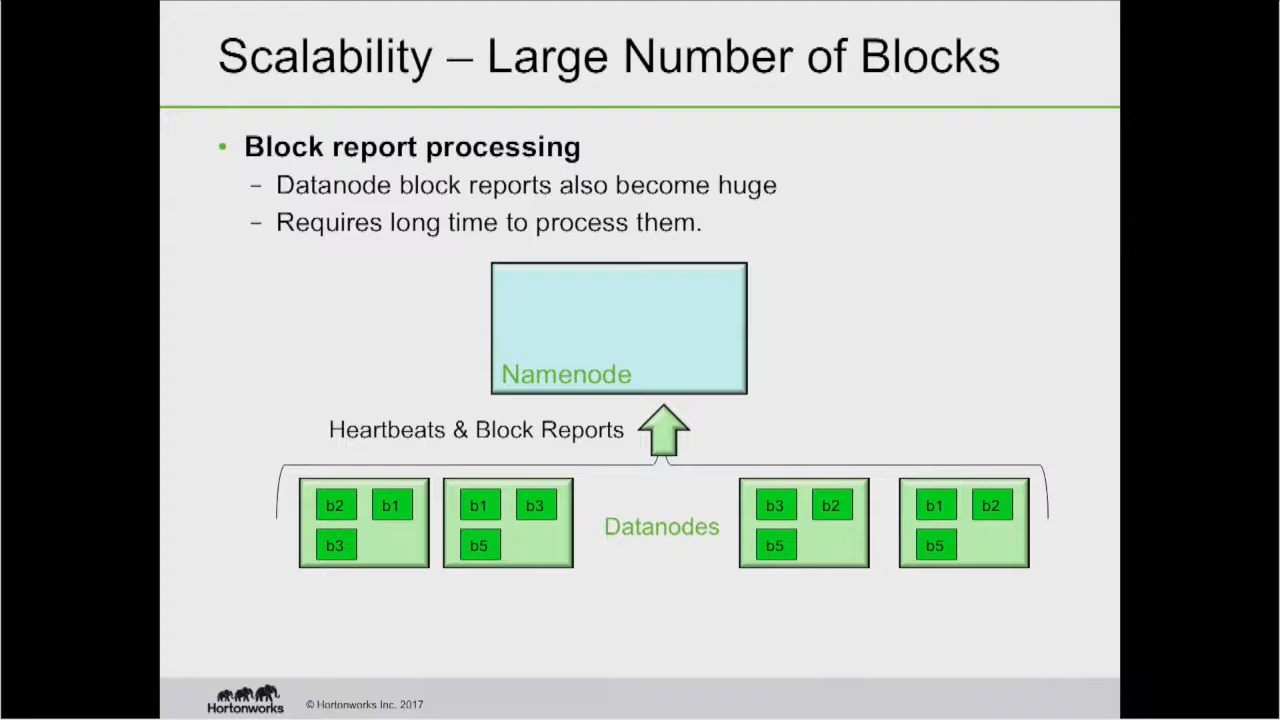 Scalability – Large Number of Blocks
• Block report processing
– Datanode block reports also become huge
– Requires long time to process them.
Namenode
Heartbeats & Block Reports
b2 b1
b3
b1 b3
b5
Datanodes
b3 b2
b5
b1 b2
b5
Hortonworks
© Hortonworks Inc. 2017